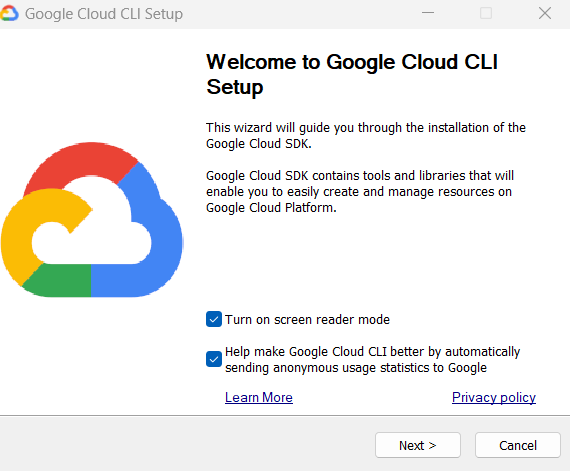 Google Cloud CLI Setup
Welcome to Google Cloud CLI
Setup
This wizard will guide you through the installation of the
Google Cloud SDK.
Google Cloud SDK contains tools and libraries that will
enable you to easily create and manage resources on
Google Cloud Platform.
Turn on screen reader mode
Help make Google Cloud CLI better by automatically
sending anonymous usage statistics to Google
Learn More Privacy policy
Next > Cancel